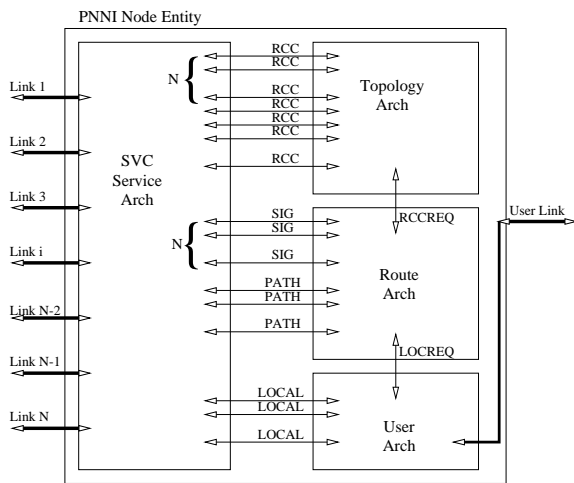 PNNI Node Entity
Link 1
Link 2
Link 3
Link i
Link N-2
Link N-1
Link N
SVC
Service
Arch
N
RCC
RCC
RCC
RCC
RCC
RCC
RCC
Topology
Arch
RCCREQ
User Link
N
SIG
SIG
SIG
PATH
PATH
PATH
Route
Arch
LOCREQ
LOCAL
LOCAL
LOCAL
User
Arch